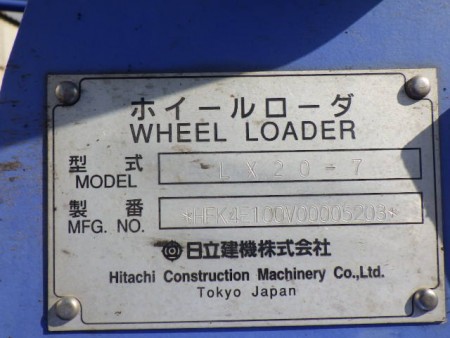 ホイールローダ
WHEEL LOADER
型式 LX20-7
MODEL
製番
MFG. NO.
日立建機株式会社
Hitachi Construction Machinery Co.,Ltd.
Tokyo Japan